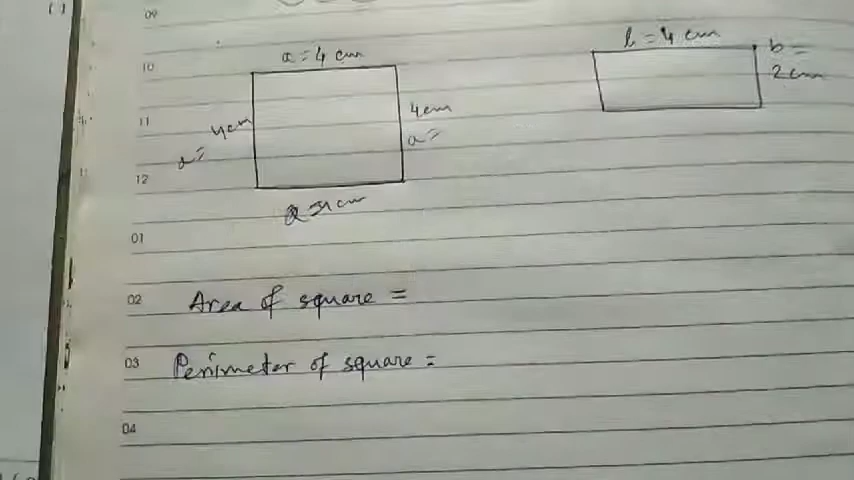 09
a = 4 cm
l = 4 cm
b =
2 cm
10
4cm
a =
11
4cm
a =
12
01
02 Area of square =
03 Perimeter of square =
04